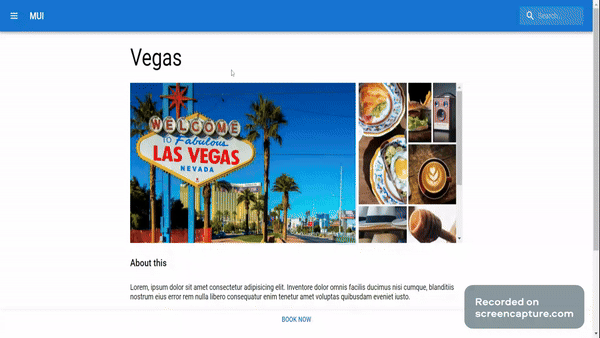 MUI
Search...
Vegas
WELCOME
TO Fabulous
LAS VEGAS
NEVADA
About this
Lorem, ipsum dolor sit amet consectetur adipisicing elit. Inventore dolor omnis facilis ducimus nisi cumque, blanditiis
nostrum eius error rem nulla libero consequatur enim tenetur amet voluptas quibusdam eveniet iusto.
BOOK NOW
Recorded on
screencapture.com